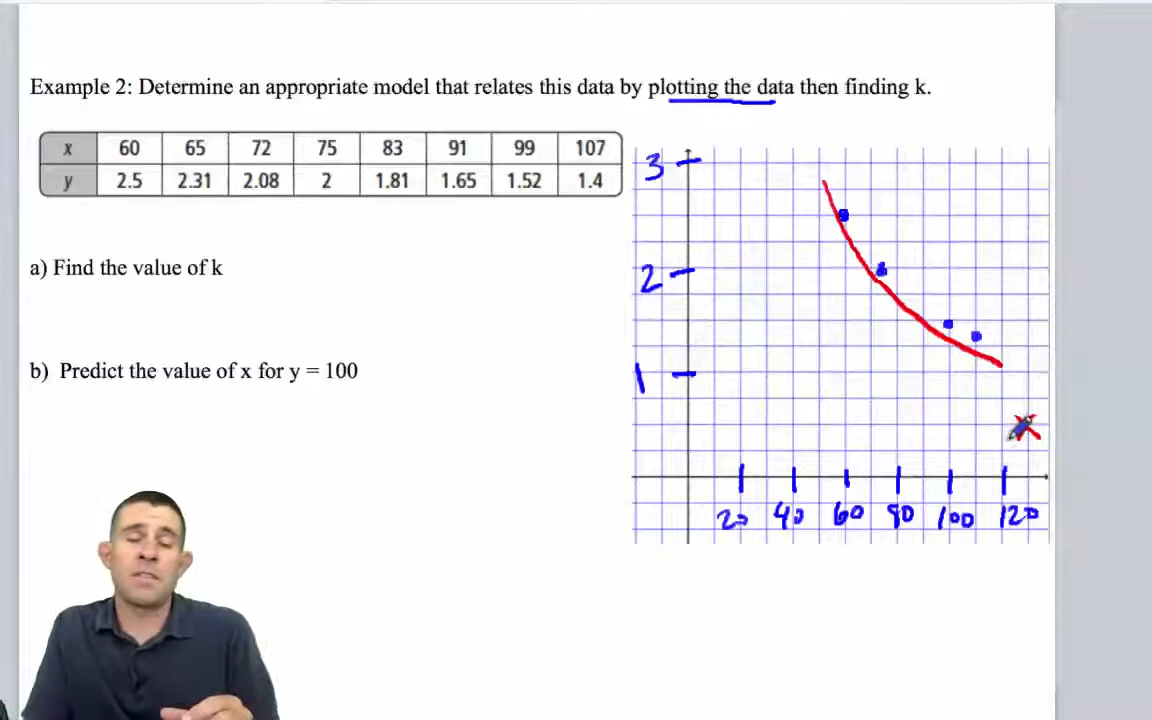 Example 2: Determine an appropriate model that relates this data by plotting the data then finding k.
x 60 65 72 75 83 91 99 107
y 2.5 2.31 2.08 2 1.81 1.65 1.52 1.4
a) Find the value of k
b) Predict the value of x for y = 100
3
2
1
20 40 60 80 100 120